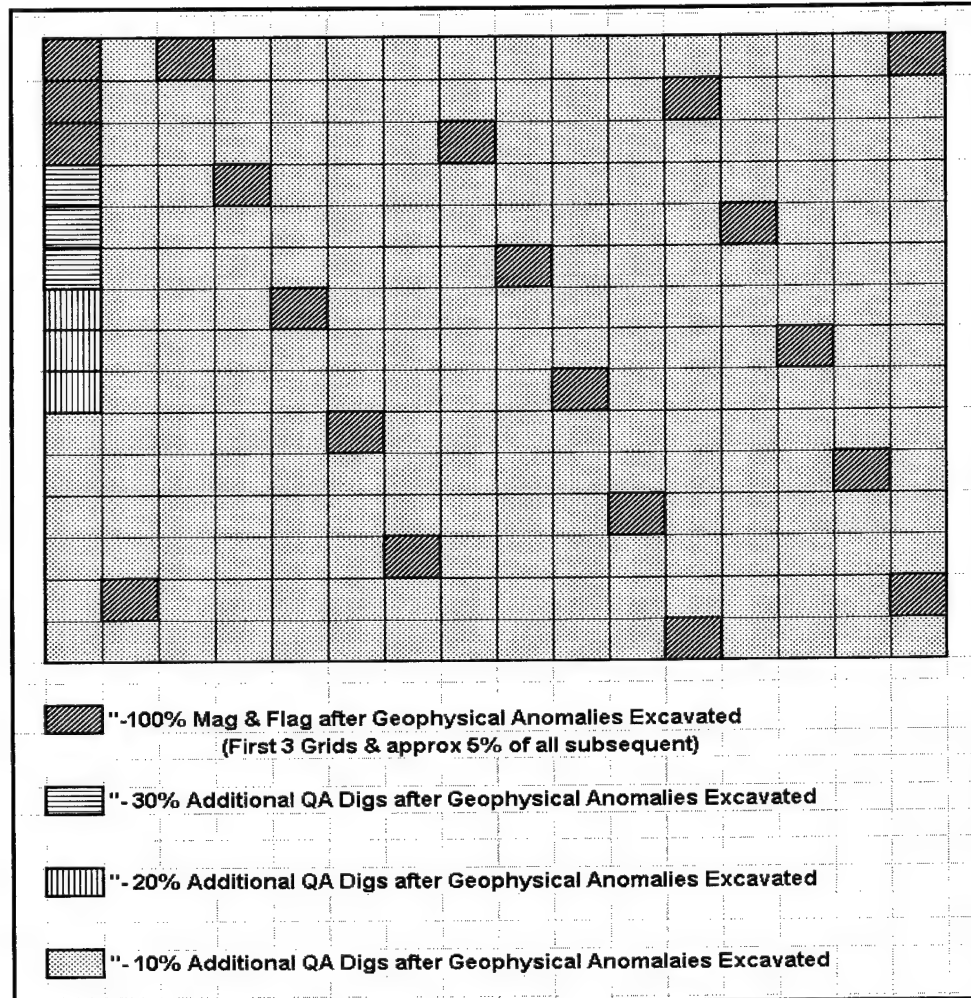 "-100% Mag & Flag after Geophysical Anomalies Excavated
(First 3 Grids & approx 5% of all subsequent)
"-30% Additional QA Digs after Geophysical Anomalies Excavated
"-20% Additional QA Digs after Geophysical Anomalies Excavated
"-10% Additional QA Digs after Geophysical Anomalaies Excavated